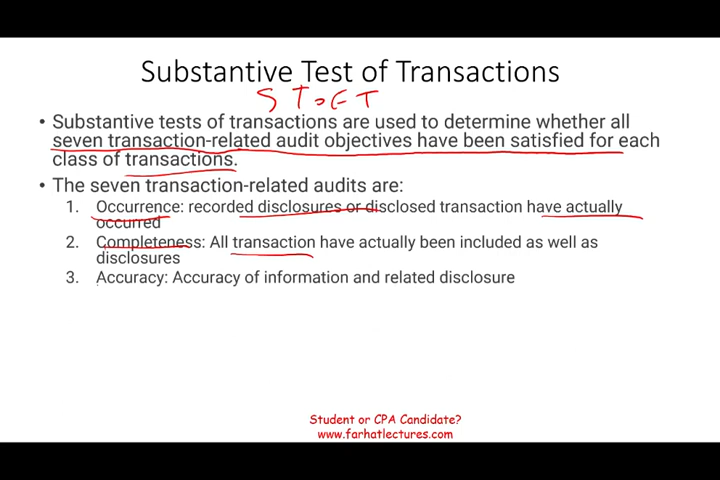 Substantive Test of Transactions
S T o F T
• Substantive tests of transactions are used to determine whether all
seven transaction-related audit objectives have been satisfied for each
class of transactions.
• The seven transaction-related audits are:
1. Occurrence: recorded disclosures or disclosed transaction have actually
occurred
2. Completeness: All transaction have actually been included as well as
disclosures
3. Accuracy: Accuracy of information and related disclosure
Student or CPA Candidate?
www.farhatlectures.com